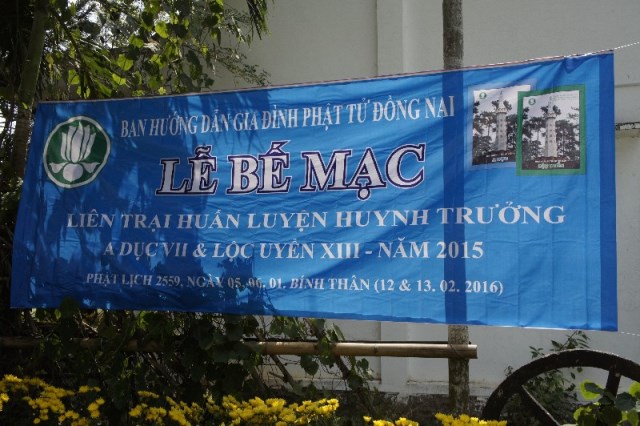 BAN HƯỚNG DẪN GIA ĐÌNH PHẬT TỬ ĐỒNG NAI
LỄ BẾ MẠC
LIÊN TRẠI HUẤN LUYỆN HUYNH TRƯỞNG
A DỤC VII & LỘC UYỂN XIII - NĂM 2015
PHẬT LỊCH 2559, NGÀY 05, 06. 01. BÍNH THÂN (12 & 13. 02. 2016)